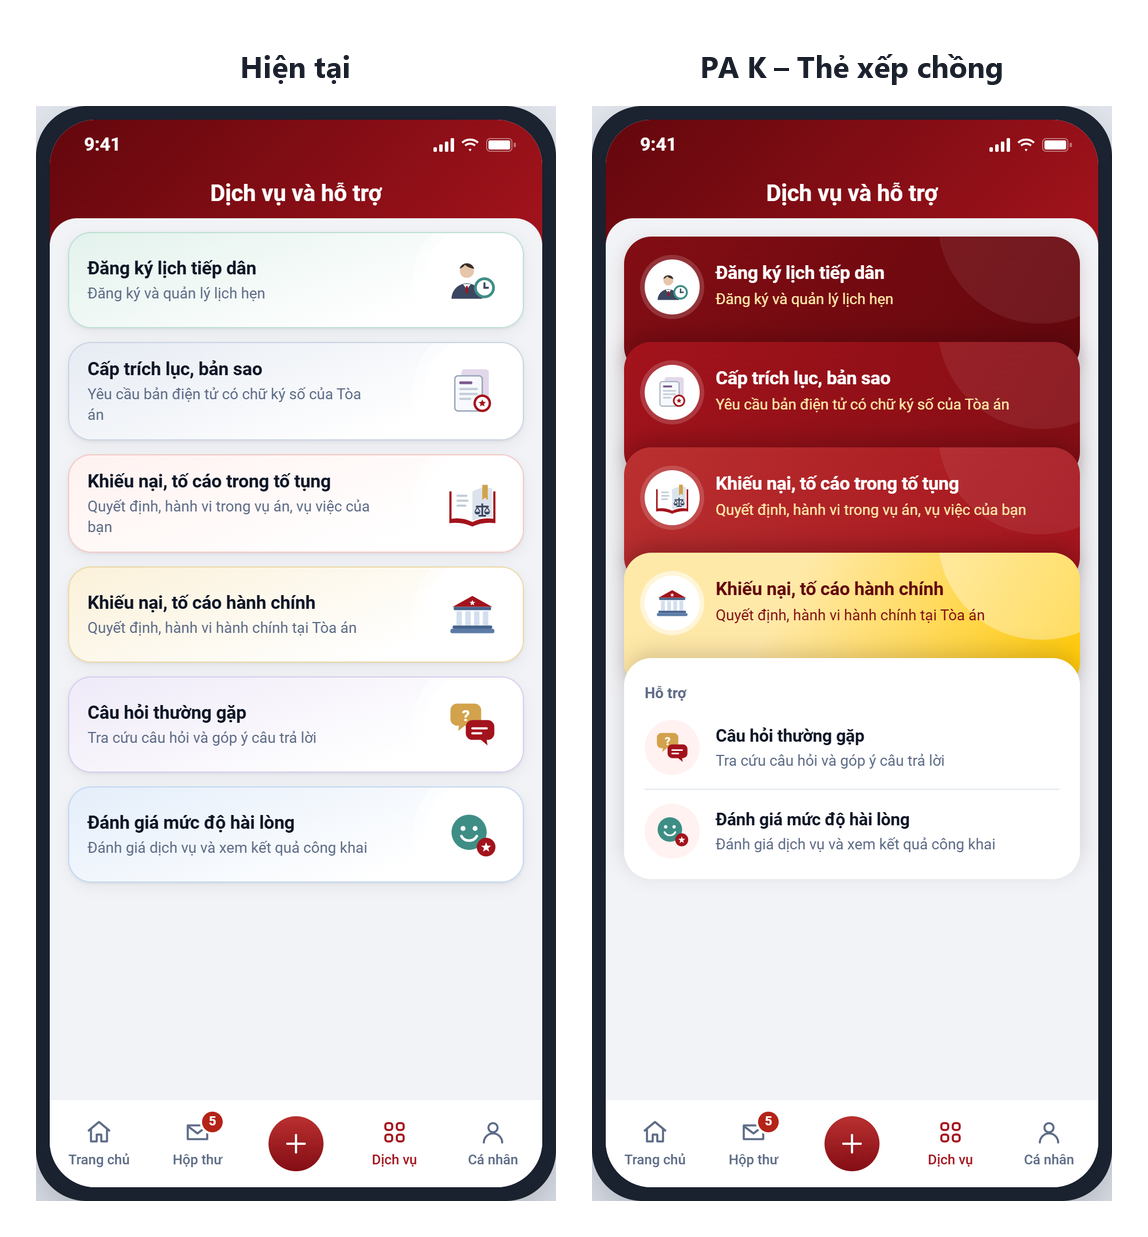 Hiện tại
9:41
Dịch vụ và hỗ trợ
Đăng ký lịch tiếp dân
Đăng ký và quản lý lịch hẹn
Cấp trích lục, bản sao
Yêu cầu bản điện tử có chữ ký số của Tòa
án
Khiếu nại, tố cáo trong tố tụng
Quyết định, hành vi trong vụ án, vụ việc của
bạn
Khiếu nại, tố cáo hành chính
Quyết định, hành vi hành chính tại Tòa án
Câu hỏi thường gặp
Tra cứu câu hỏi và góp ý câu trả lời
?
Đánh giá mức độ hài lòng
Đánh giá dịch vụ và xem kết quả công khai
5
Trang chủ
Hộp thư
Dịch vụ
Cá nhân
PA K – Thẻ xếp chồng
9:41
Dịch vụ và hỗ trợ
Đăng ký lịch tiếp dân
Đăng ký và quản lý lịch hẹn
Cấp trích lục, bản sao
Yêu cầu bản điện tử có chữ ký số của Tòa án
Khiếu nại, tố cáo trong tố tụng
Quyết định, hành vi trong vụ án, vụ việc của bạn
Khiếu nại, tố cáo hành chính
Quyết định, hành vi hành chính tại Tòa án
Hỗ trợ
?
Câu hỏi thường gặp
Tra cứu câu hỏi và góp ý câu trả lời
Đánh giá mức độ hài lòng
Đánh giá dịch vụ và xem kết quả công khai
5
Trang chủ
Hộp thư
Dịch vụ
Cá nhân